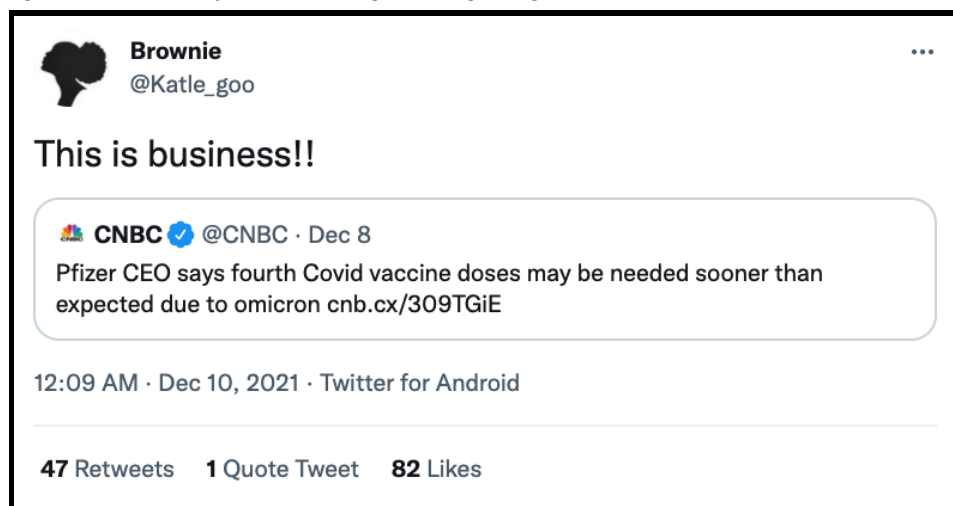 Brownie
@Katle_goo
This is business!!
CNBC @CNBC · Dec 8
Pfizer CEO says fourth Covid vaccine doses may be needed sooner than
expected due to omicron cnb.cx/3O9TGiE
12:09 AM · Dec 10, 2021 · Twitter for Android
47 Retweets 1 Quote Tweet 82 Likes